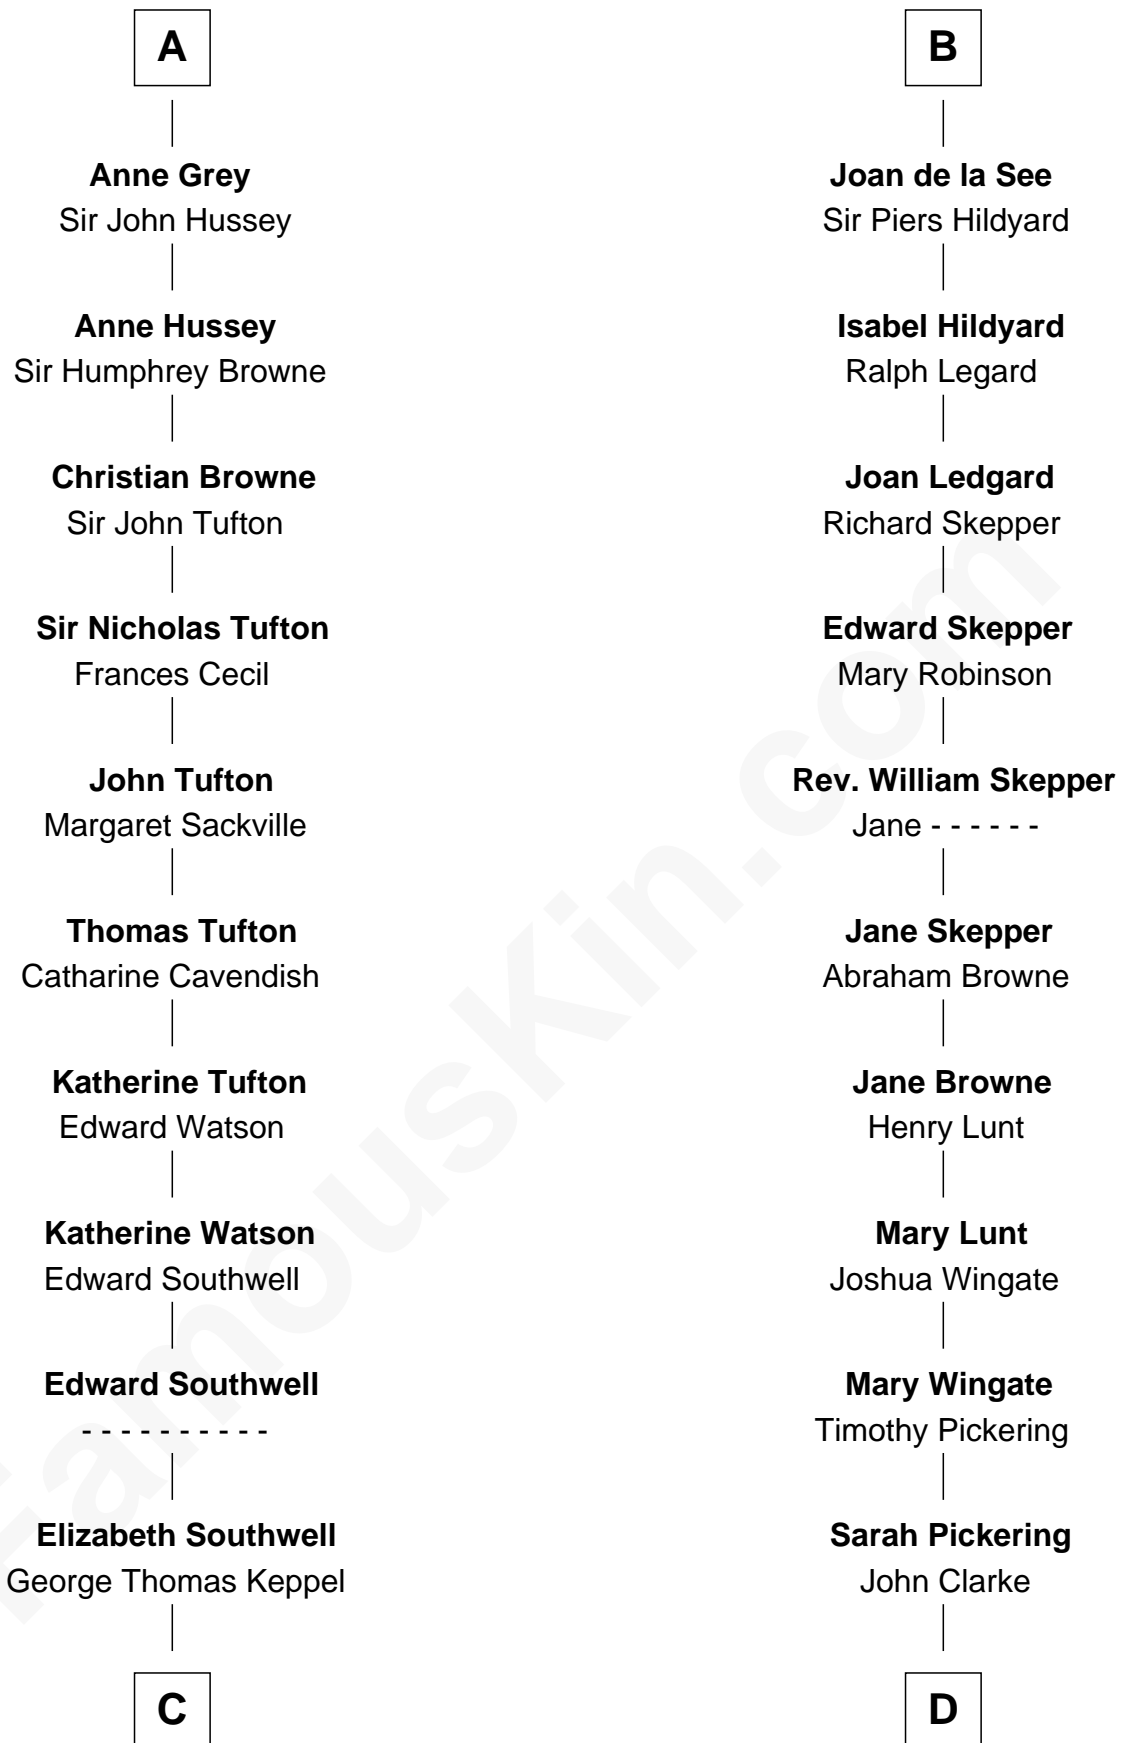 A
Anne Grey
Sir John Hussey
Anne Hussey
Sir Humphrey Browne
Christian Browne
Sir John Tufton
Sir Nicholas Tufton
Frances Cecil
John Tufton
Margaret Sackville
Thomas Tufton
Catharine Cavendish
Katherine Tufton
Edward Watson
Katherine Watson
Edward Southwell
Edward Southwell
- - - - - - - - - -
Elizabeth Southwell
George Thomas Keppel
C
B
Joan de la See
Sir Piers Hildyard
Isabel Hildyard
Ralph Legard
Joan Ledgard
Richard Skepper
Edward Skepper
Mary Robinson
Rev. William Skepper
Jane - - - - - -
Jane Skepper
Abraham Browne
Jane Browne
Henry Lunt
Mary Lunt
Joshua Wingate
Mary Wingate
Timothy Pickering
Sarah Pickering
John Clarke
D
FamousKin.com